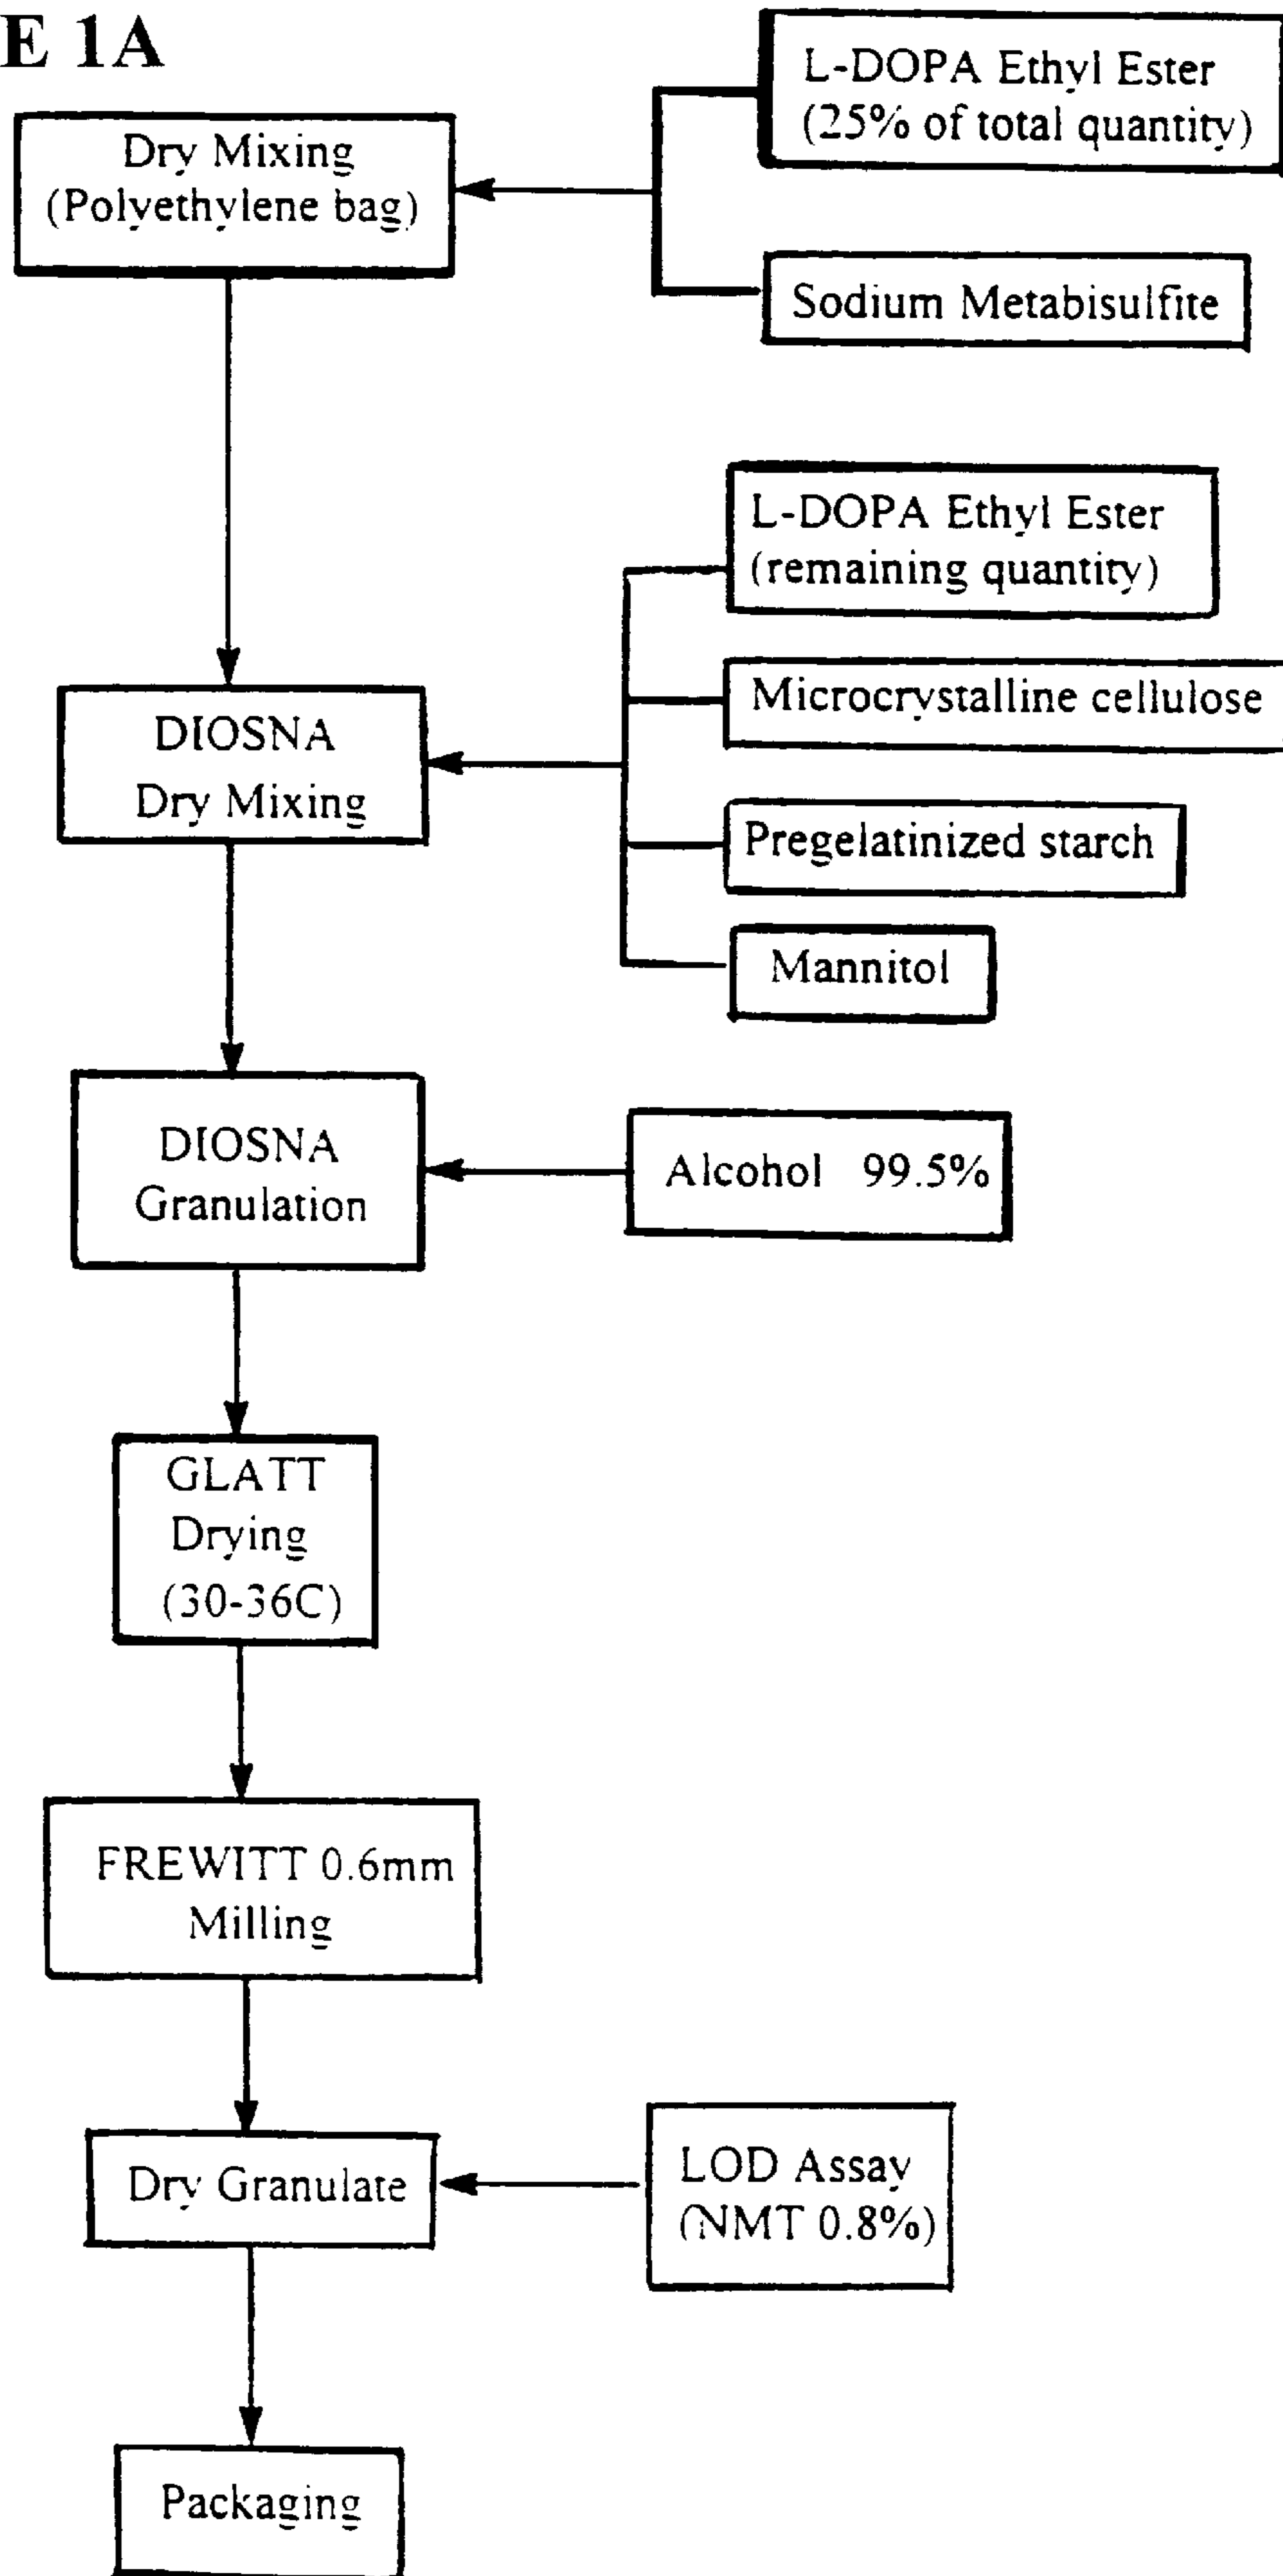 E 1A
L-DOPA Ethyl Ester
(25% of total quantity)
Dry Mixing
(Polyethylene bag)
Sodium Metabisulfite
L-DOPA Ethyl Ester
(remaining quantity)
Microcrystalline cellulose
DIOSNA
Dry Mixing
Pregelatinized starch
Mannitol
DIOSNA
Granulation
Alcohol 99.5%
GLATT
Drying
(30-36C)
FREWITT 0.6mm
Milling
Dry Granulate
LOD Assay
(NMT 0.8%)
Packaging